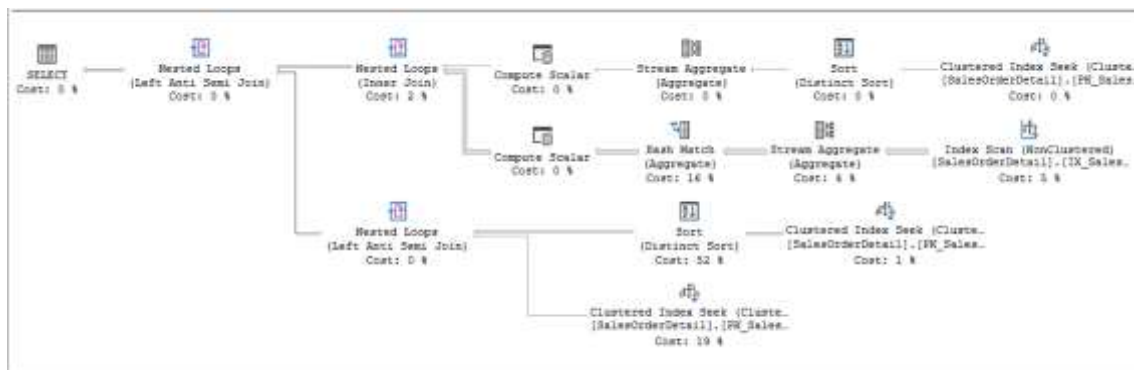 SELECT
Cost: 0 %
Nested Loops
(Left Anti Semi Join)
Cost: 0 %
Nested Loops
(Inner Join)
Cost: 2 %
Compute Scalar
Cost: 0 %
Stream Aggregate
(Aggregate)
Cost: 0 %
Sort
(Distinct Sort)
Cost: 0 %
Clustered Index Seek (Cluste…
[SalesOrderDetail].[PK_Sales…
Cost: 0 %
Compute Scalar
Cost: 0 %
Hash Match
(Aggregate)
Cost: 16 %
Stream Aggregate
(Aggregate)
Cost: 6 %
Index Scan (NonClustered)
[SalesOrderDetail].[IX_Sales…
Cost: 5 %
Nested Loops
(Left Anti Semi Join)
Cost: 0 %
Sort
(Distinct Sort)
Cost: 52 %
Clustered Index Seek (Cluste…
[SalesOrderDetail].[PK_Sales…
Cost: 1 %
Clustered Index Seek (Cluste…
[SalesOrderDetail].[PK_Sales…
Cost: 19 %